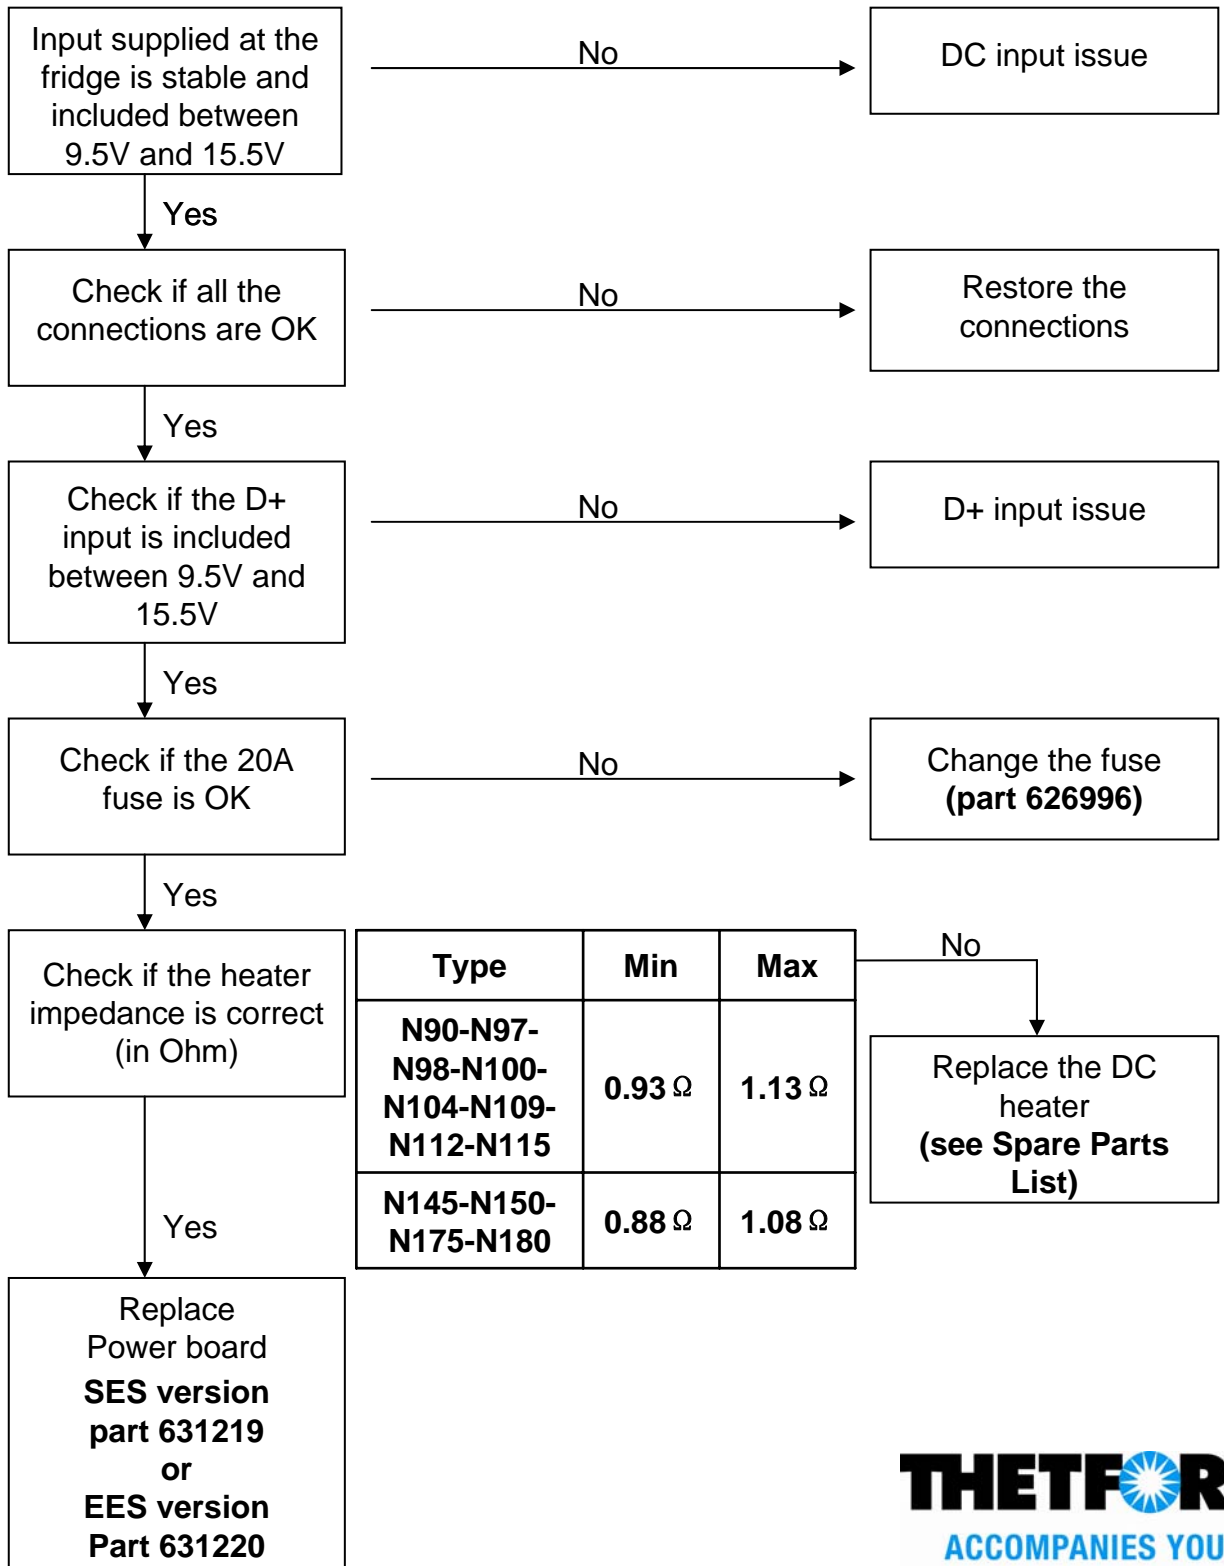 Input supplied at the
fridge is stable and
included between
9.5V and 15.5V
No
DC input issue
Yes
Check if all the
connections are OK
No
Restore the
connections
Yes
Check if the D+
input is included
between 9.5V and
15.5V
No
D+ input issue
Yes
Check if the 20A
fuse is OK
No
Change the fuse
(part 626996)
Yes
Check if the heater
impedance is correct
(in Ohm)
Type Min Max
N90-N97-
N98-N100-
N104-N109-
N112-N115
0.93 Ω 1.13 Ω
N145-N150-
N175-N180
0.88 Ω 1.08 Ω
No
Replace the DC
heater
(see Spare Parts
List)
Yes
Replace
Power board
SES version
part 631219
or
EES version
Part 631220
THETFOR
ACCOMPANIES YOU